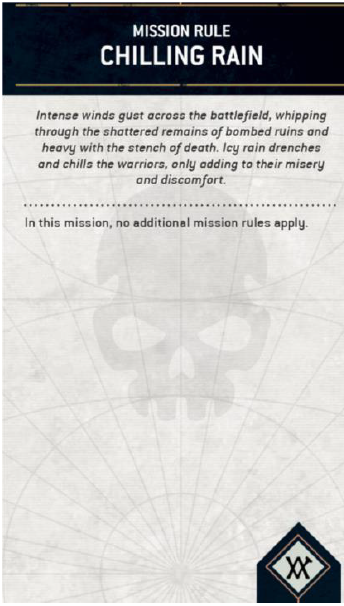 MISSION RULE
CHILLING RAIN
Intense winds gust across the battlefield, whipping
through the shattered remains of bombed ruins and
heavy with the stench of death. Icy rain drenches
and chills the warriors, only adding to their misery
and discomfort.
In this mission, no additional mission rules apply.